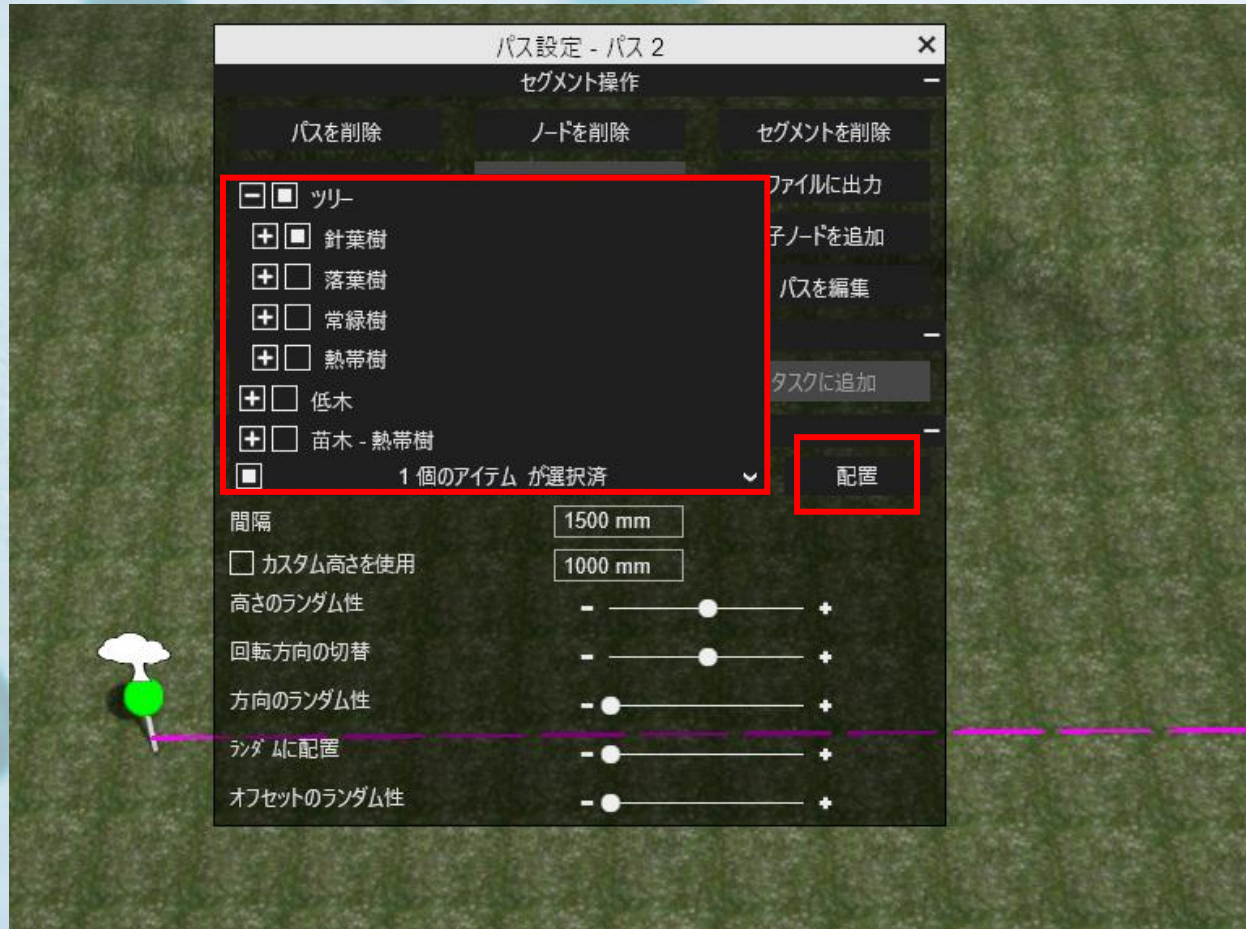 パス設定 - パス 2
セグメント操作
パスを削除 ノードを削除 セグメントを削除
ツリー ファイルに出力
針葉樹 子ノードを追加
落葉樹 パスを編集
常緑樹
熱帯樹 タスクに追加
低木
苗木 - 熱帯樹
1 個のアイテム が選択済 配置
間隔 1500 mm
カスタム高さを使用 1000 mm
高さのランダム性
回転方向の切替
方向のランダム性
ランダムに配置
オフセットのランダム性